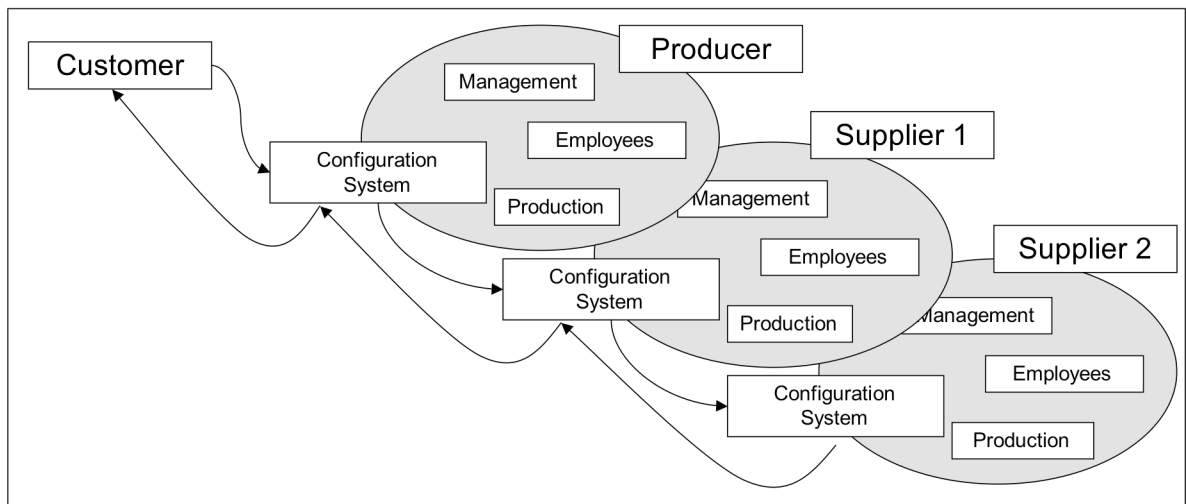 Customer
Producer
Management
Employees
Configuration
System
Production
Supplier 1
Management
Employees
Configuration
System
Production
Supplier 2
Management
Employees
Configuration
System
Production